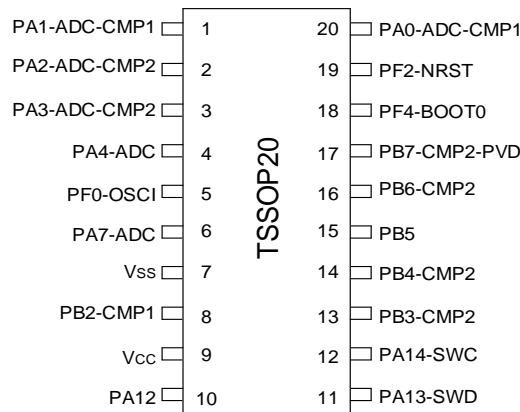 PA1-ADC-CMP1 1 20 PA0-ADC-CMP1
PA2-ADC-CMP2 2 19 PF2-NRST
PA3-ADC-CMP2 3 18 PF4-BOOT0
PA4-ADC 4 17 PB7-CMP2-PVD
PF0-OSCI 5 16 PB6-CMP2
PA7-ADC 6 15 PB5
Vss 7 14 PB4-CMP2
PB2-CMP1 8 13 PB3-CMP2
Vcc 9 12 PA14-SWC
PA12 10 11 PA13-SWD
TSSOP20